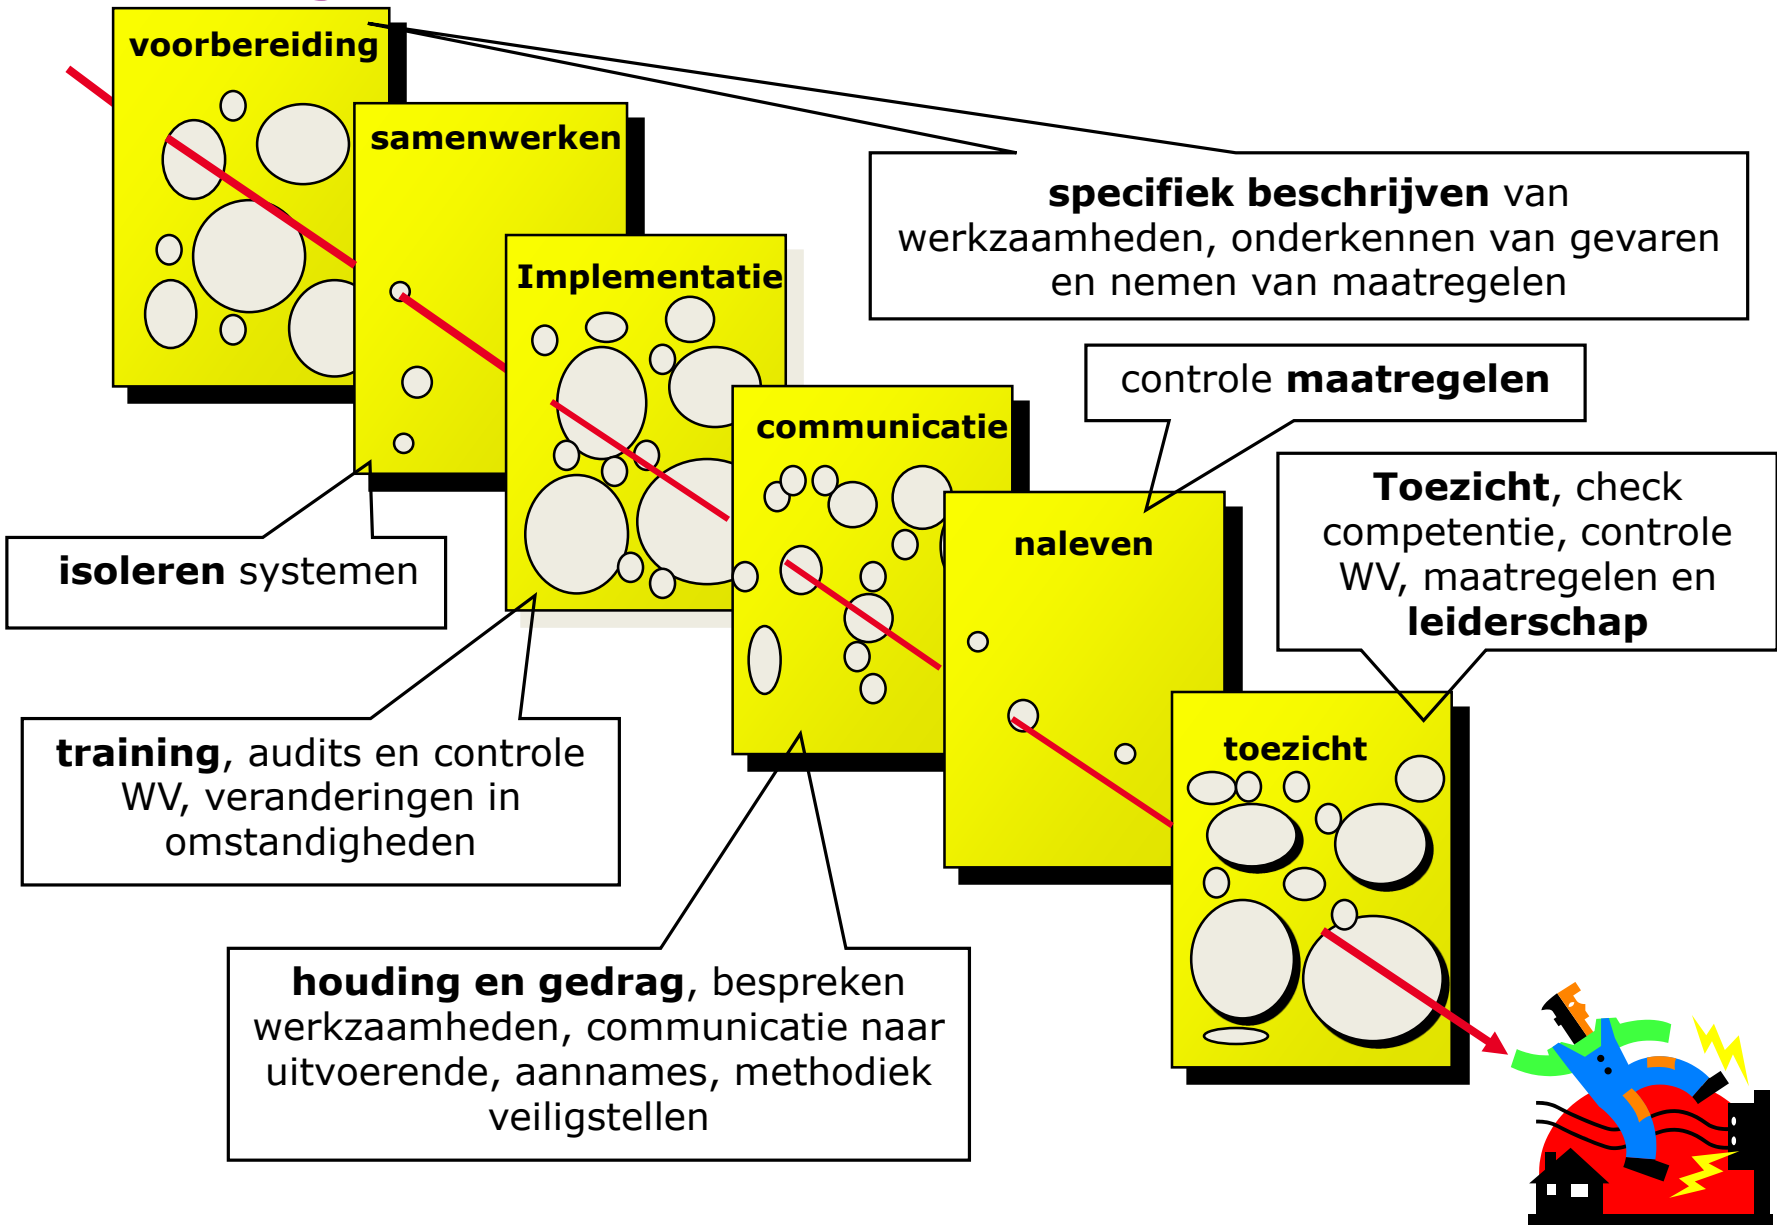 voorbereiding
samenwerken
specifiek beschrijven van
werkzaamheden, onderkennen van gevaren
en nemen van maatregelen
Implementatie
controle maatregelen
communicatie
Toezicht, check
competentie, controle
WV, maatregelen en
leiderschap
naleven
isoleren systemen
training, audits en controle
WV, veranderingen in
omstandigheden
toezicht
houding en gedrag, bespreken
werkzaamheden, communicatie naar
uitvoerende, aannames, methodiek
veiligstellen